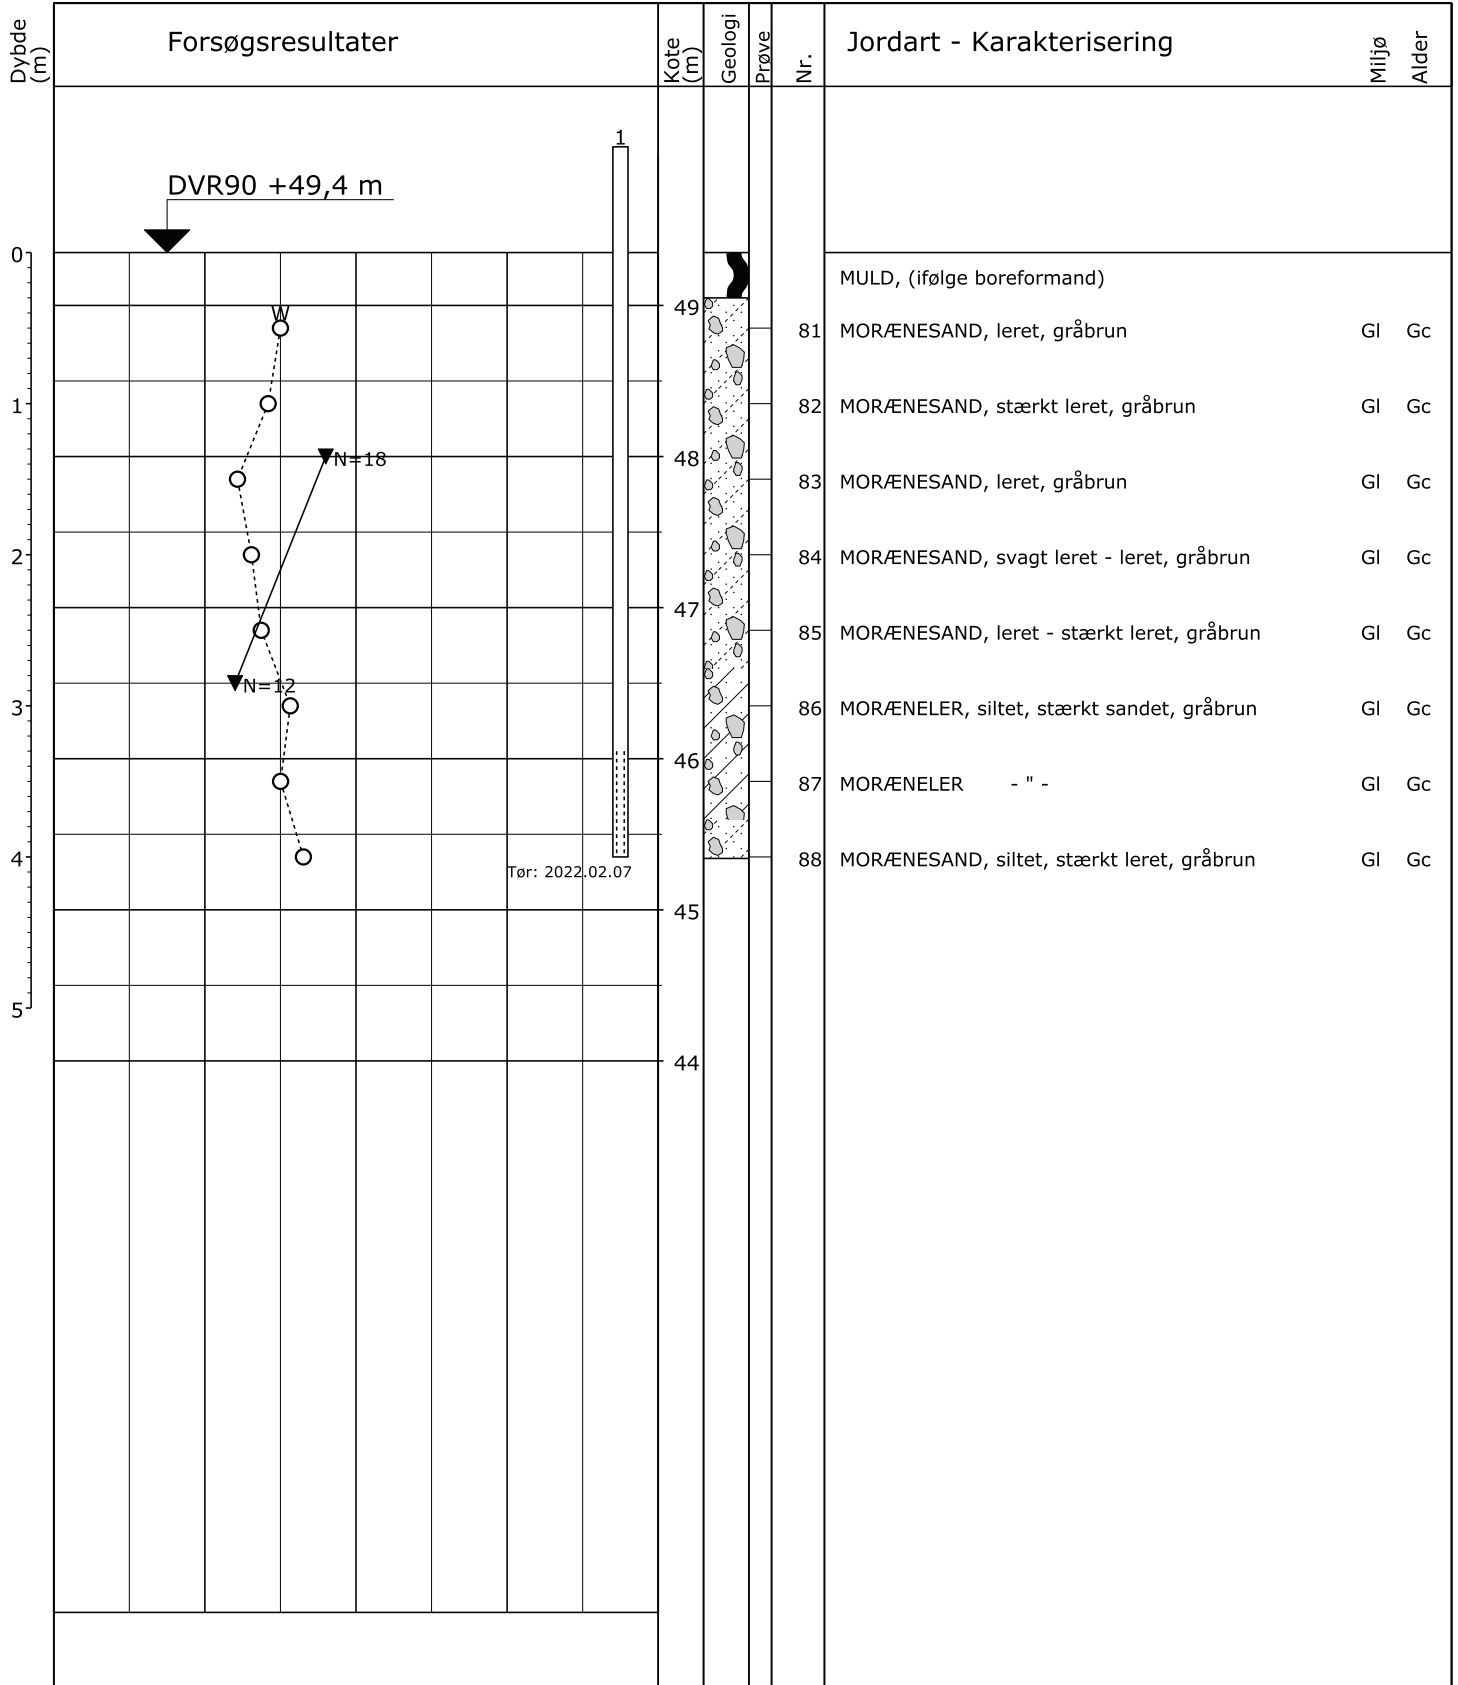 Dybde (m)
Forsøgsresultater
Kote (m)
Geologi
Prøve
Nr.
Jordart - Karakterisering
Miljø
Alder
1
DVR90 +49,4 m
0
MULD, (ifølge boreformand)
49
81 MORÆNESAND, leret, gråbrun Gl Gc
1
82 MORÆNESAND, stærkt leret, gråbrun Gl Gc
N=18
48
83 MORÆNESAND, leret, gråbrun Gl Gc
2
84 MORÆNESAND, svagt leret - leret, gråbrun Gl Gc
47
85 MORÆNESAND, leret - stærkt leret, gråbrun Gl Gc
N=12
3
86 MORÆNELER, siltet, stærkt sandet, gråbrun Gl Gc
46
87 MORÆNELER - " - Gl Gc
4
88 MORÆNESAND, siltet, stærkt leret, gråbrun Gl Gc
Tør: 2022.02.07
45
5
44